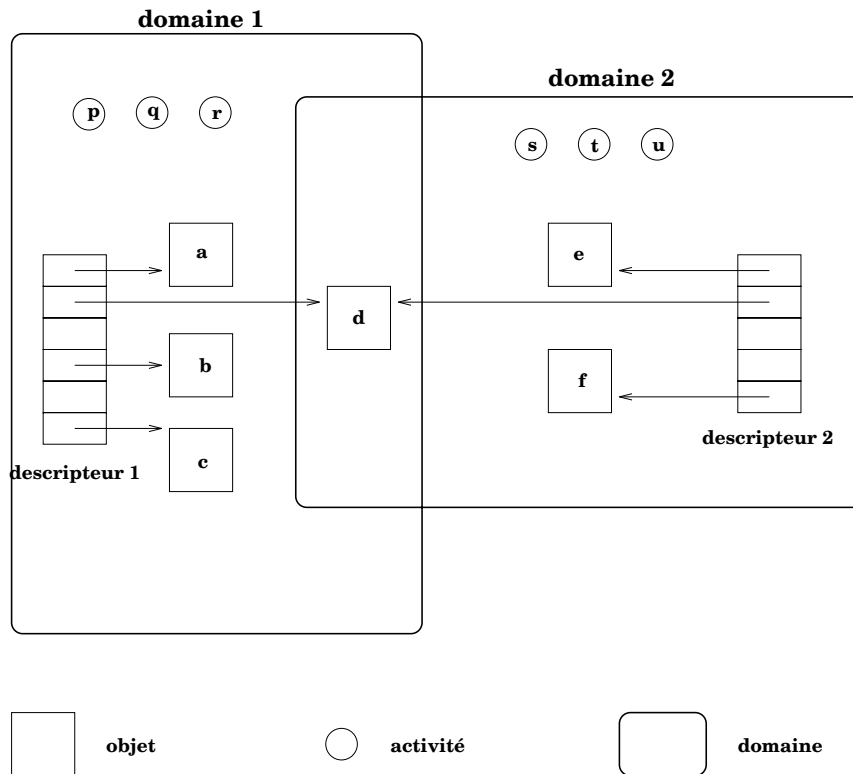 domaine 1
domaine 2
p q r
s t u
a
e
d
b
f
c
descripteur 1
descripteur 2
objet
activité
domaine